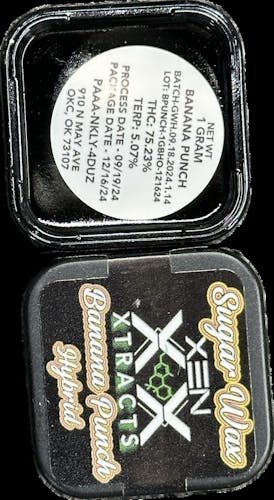 NET WT
1 GRAM
BANANA PUNCH
BATCH-GWH.09.18.2024.1.14
LOT: BPUNCH-1GBHO-121624
THC: 75.23%
TERP: 5.07%
PROCESS DATE - 09/19/24
PACKAGE DATE - 12/16/24
PAAA-NKLY-4DUZ
910 N MAY AVE
OKC, OK 73107
Sugar Wax
XEN
XX
XTRACTS
Banana Punch
Hybrid